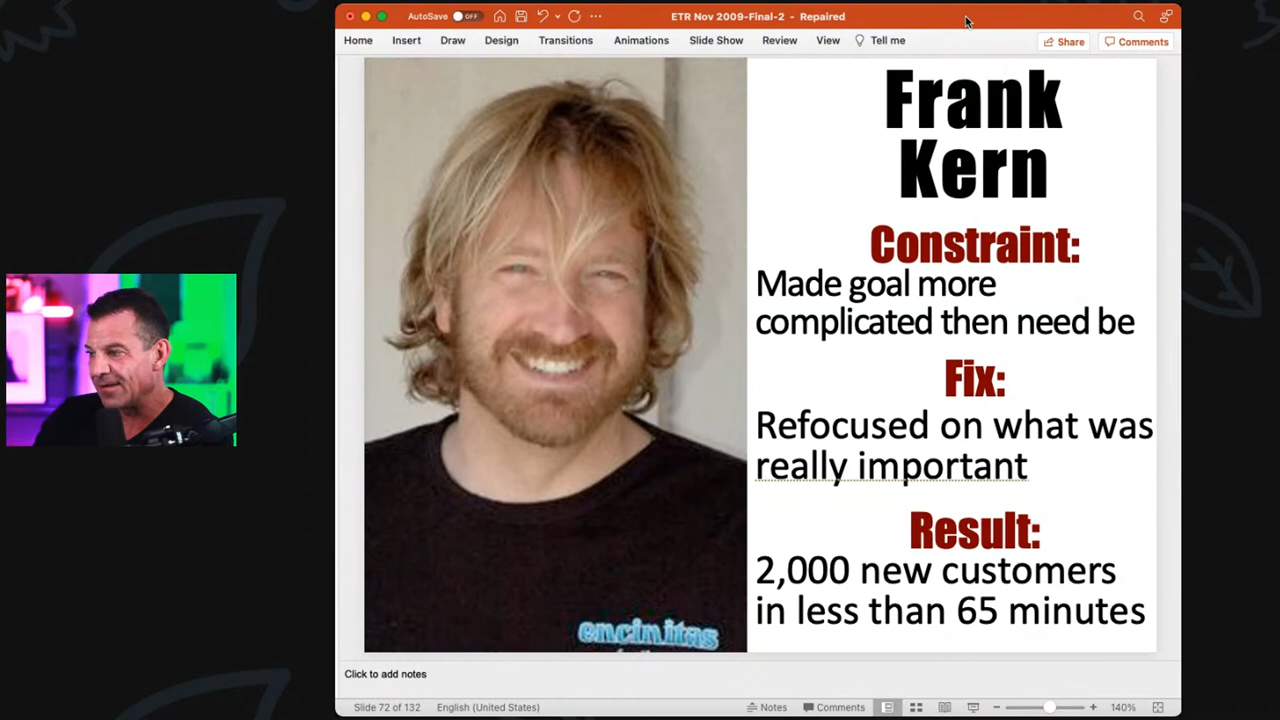 AutoSave OFF ETR Nov 2009-Final-2 - Repaired
Home Insert Draw Design Transitions Animations Slide Show Review View Tell me Share Comments
Frank
Kern
Constraint:
Made goal more
complicated then need be
Fix:
Refocused on what was
really important
Result:
2,000 new customers
in less than 65 minutes
encinitas
Click to add notes
Slide 72 of 132 English (United States) Notes Comments 140%